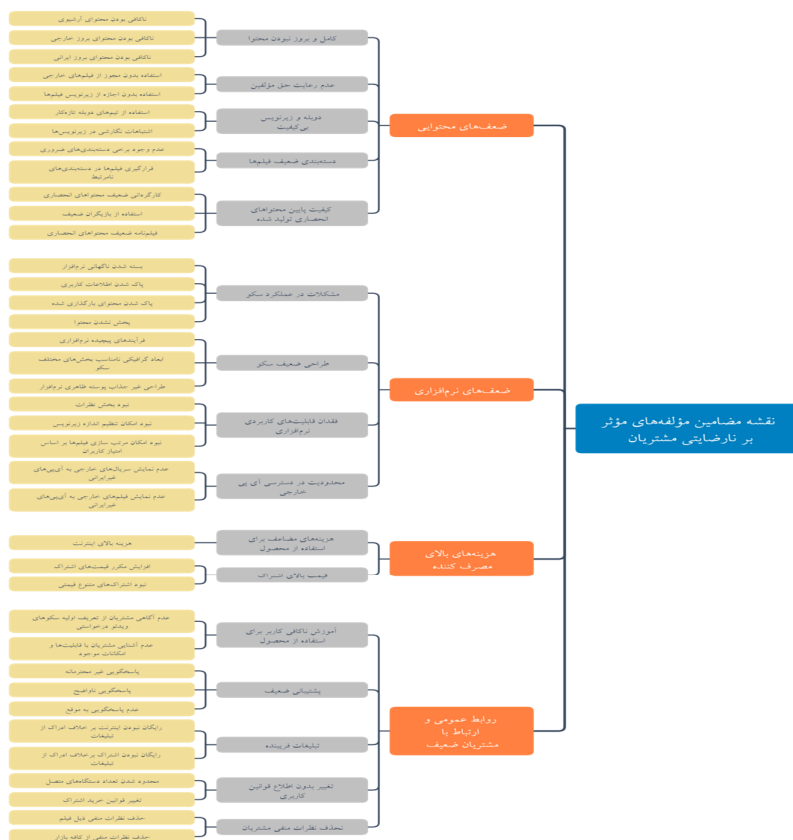 نقشه مضامین مؤلفه‌های مؤثر
بر نارضایتی مشتریان
ضعف‌های محتوایی
کامل و بروز نبودن محتوا
ناکافی بودن محتوای آرشیوی
ناکافی بودن محتوای بروز خارجی
ناکافی بودن محتوای بروز ایرانی
عدم رعایت حق مؤلفین
استفاده بدون مجوز از فیلم‌های خارجی
استفاده بدون اجازه از زیرنویس فیلم‌ها
دوبله و زیرنویس
بی‌کیفیت
استفاده از تیم‌های دوبله تازه‌کار
اشتباهات نگارشی در زیرنویس‌ها
دسته‌بندی ضعیف فیلم‌ها
عدم وجود برخی دسته‌بندی‌های ضروری
قرارگیری فیلم‌ها در دسته‌بندی‌های
نامرتبط
کیفیت پایین محتواهای
انحصاری تولید شده
کارگردانی ضعیف محتواهای انحصاری
استفاده از بازیگران ضعیف
فیلم‌نامه ضعیف محتواهای انحصاری
ضعف‌های نرم‌افزاری
مشکلات در عملکرد سکو
بسته شدن ناگهانی نرم‌افزار
پاک شدن اطلاعات کاربری
پاک شدن محتوای بارگذاری شده
پخش نشدن محتوا
طراحی ضعیف سکو
فرآیندهای پیچیده نرم‌افزاری
ابعاد گرافیکی نامناسب بخش‌های مختلف
سکو
طراحی غیر جذاب پوسته ظاهری نرم‌افزار
فقدان قابلیت‌های کاربردی
نرم‌افزاری
نبود بخش نظرات
نبود امکان تنظیم اندازه زیرنویس
نبود امکان مرتب سازی فیلم‌ها بر اساس
امتیاز کاربران
محدودیت در دسترسی آی پی
خارجی
عدم نمایش سریال‌های خارجی به آی‌پی‌های
غیرایرانی
عدم نمایش فیلم‌های خارجی به آی‌پی‌های
غیرایرانی
هزینه‌های بالای
مصرف کننده
هزینه‌های مضاعف برای
استفاده از محصول
هزینه بالای اینترنت
قیمت بالای اشتراک
افزایش مکرر قیمت‌های اشتراک
نبود اشتراک‌های متنوع قیمتی
روابط عمومی و
ارتباط با
مشتریان ضعیف
آموزش ناکافی کاربر برای
استفاده از محصول
عدم آگاهی مشتریان از تعریف اولیه سکوهای
ویدئو درخواستی
عدم آشنایی مشتریان با قابلیت‌ها و
امکانات موجود
پشتیبانی ضعیف
پاسخگویی غیر محترمانه
پاسخگویی ناواضح
عدم پاسخگویی به موقع
تبلیغات فریبنده
رایگان نبودن اینترنت بر خلاف ادراک از
تبلیغات
رایگان نبودن اشتراک برخلاف ادراک از
تبلیغات
تغییر بدون اطلاع قوانین
کاربری
محدود شدن تعداد دستگاه‌های متصل
تغییر قوانین خرید اشتراک
تحذف نظرات منفی مشتریان
حذف نظرات منفی ذیل فیلم
حذف نظرات منفی از کافه بازار